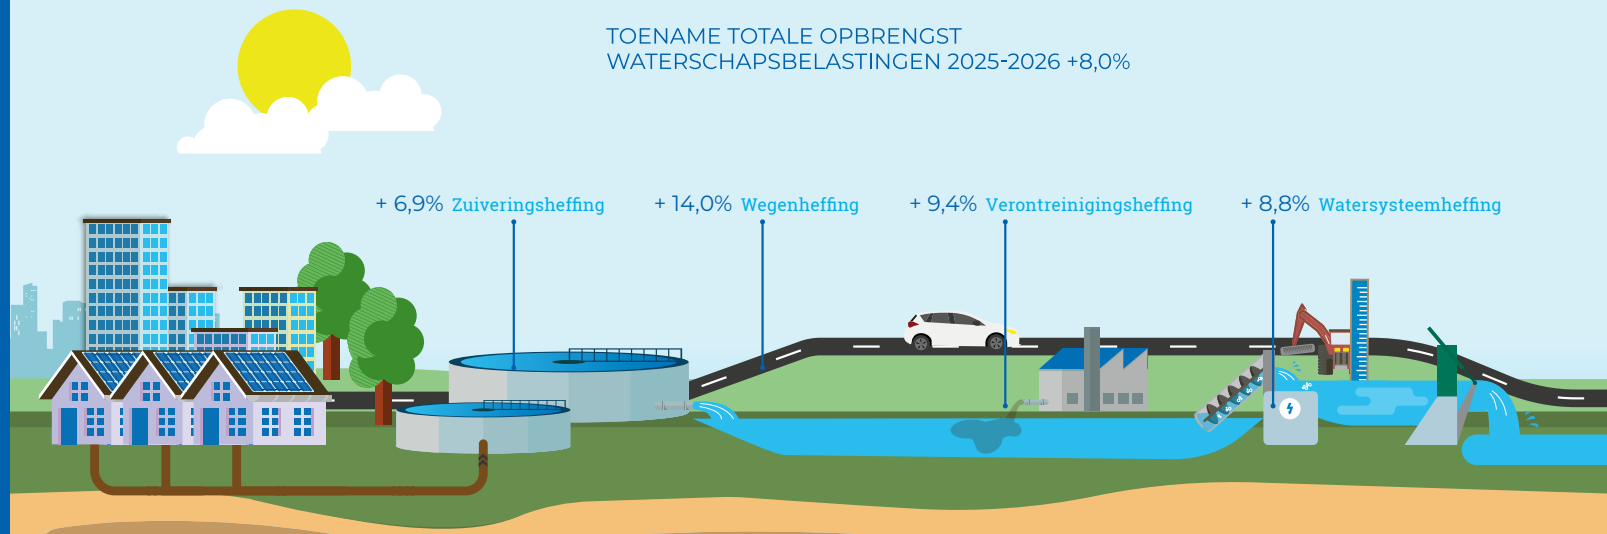 TOENAME TOTALE OPBRENGST
WATERSCHAPSBELASTINGEN 2025-2026 +8,0%
+ 6,9% Zuiveringsheffing
+ 14,0% Wegenheffing
+ 9,4% Verontreinigingsheffing
+ 8,8% Watersysteemheffing